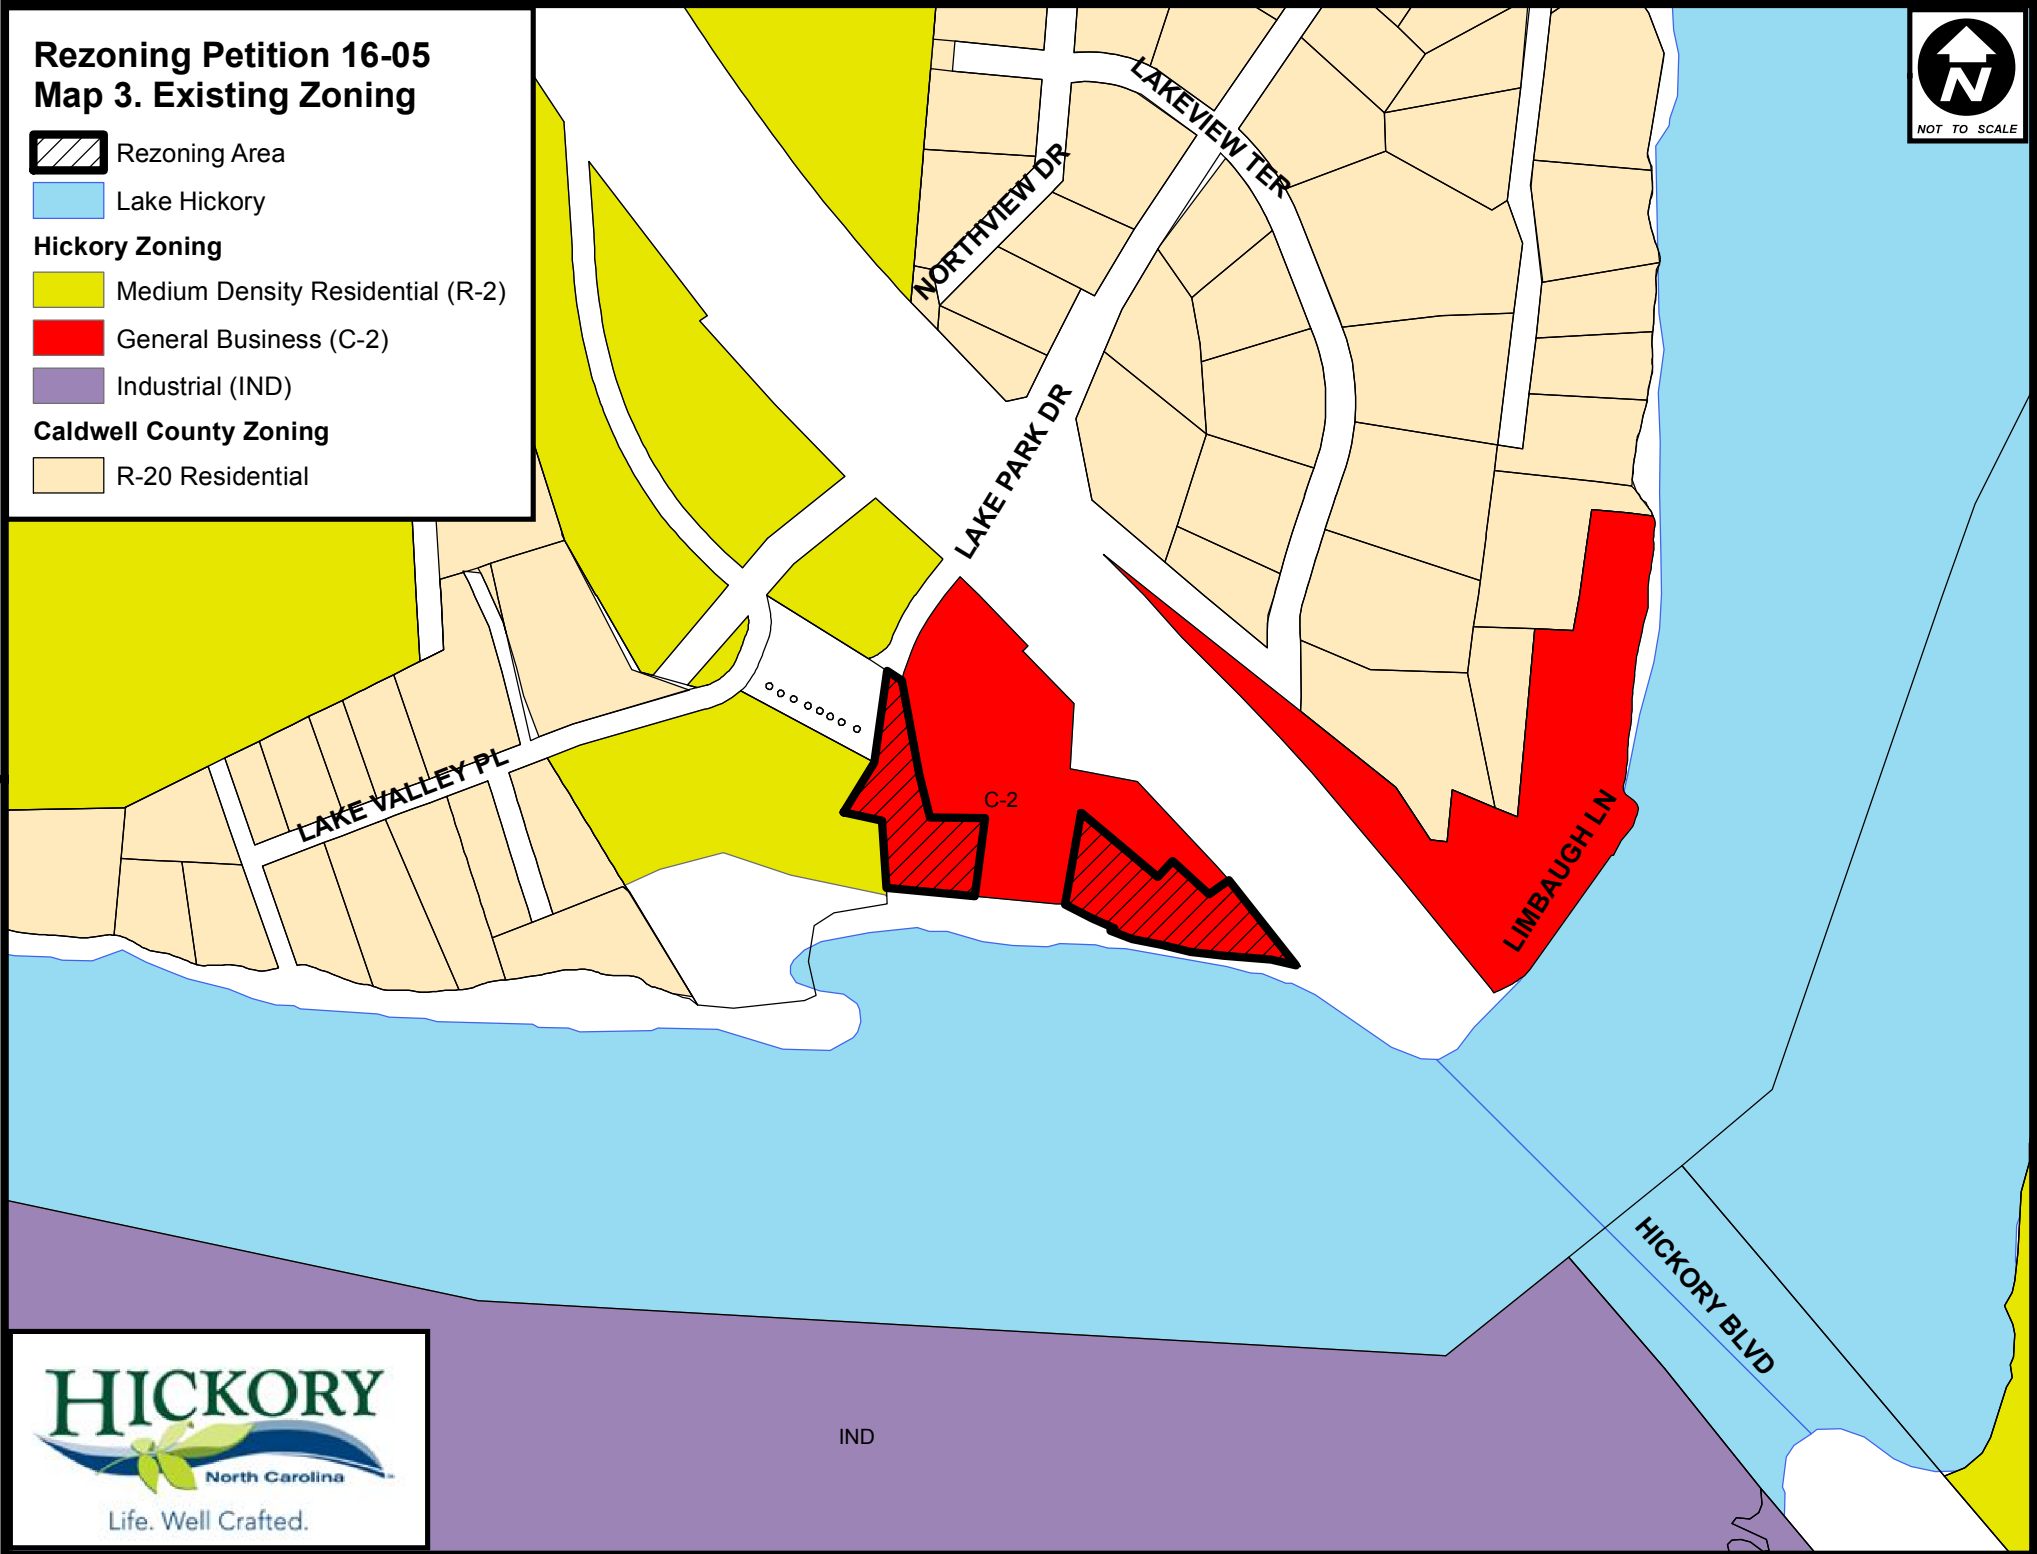 Rezoning Petition 16-05
Map 3. Existing Zoning
Rezoning Area
Lake Hickory
Hickory Zoning
Medium Density Residential (R-2)
General Business (C-2)
Industrial (IND)
Caldwell County Zoning
R-20 Residential
N
NOT TO SCALE
LAKEVIEW TER
NORTHVIEW DR
LAKE PARK DR
LAKE VALLEY PL
C-2
LIMBAUGH LN
HICKORY BLVD
IND
HICKORY
North Carolina
Life. Well Crafted.